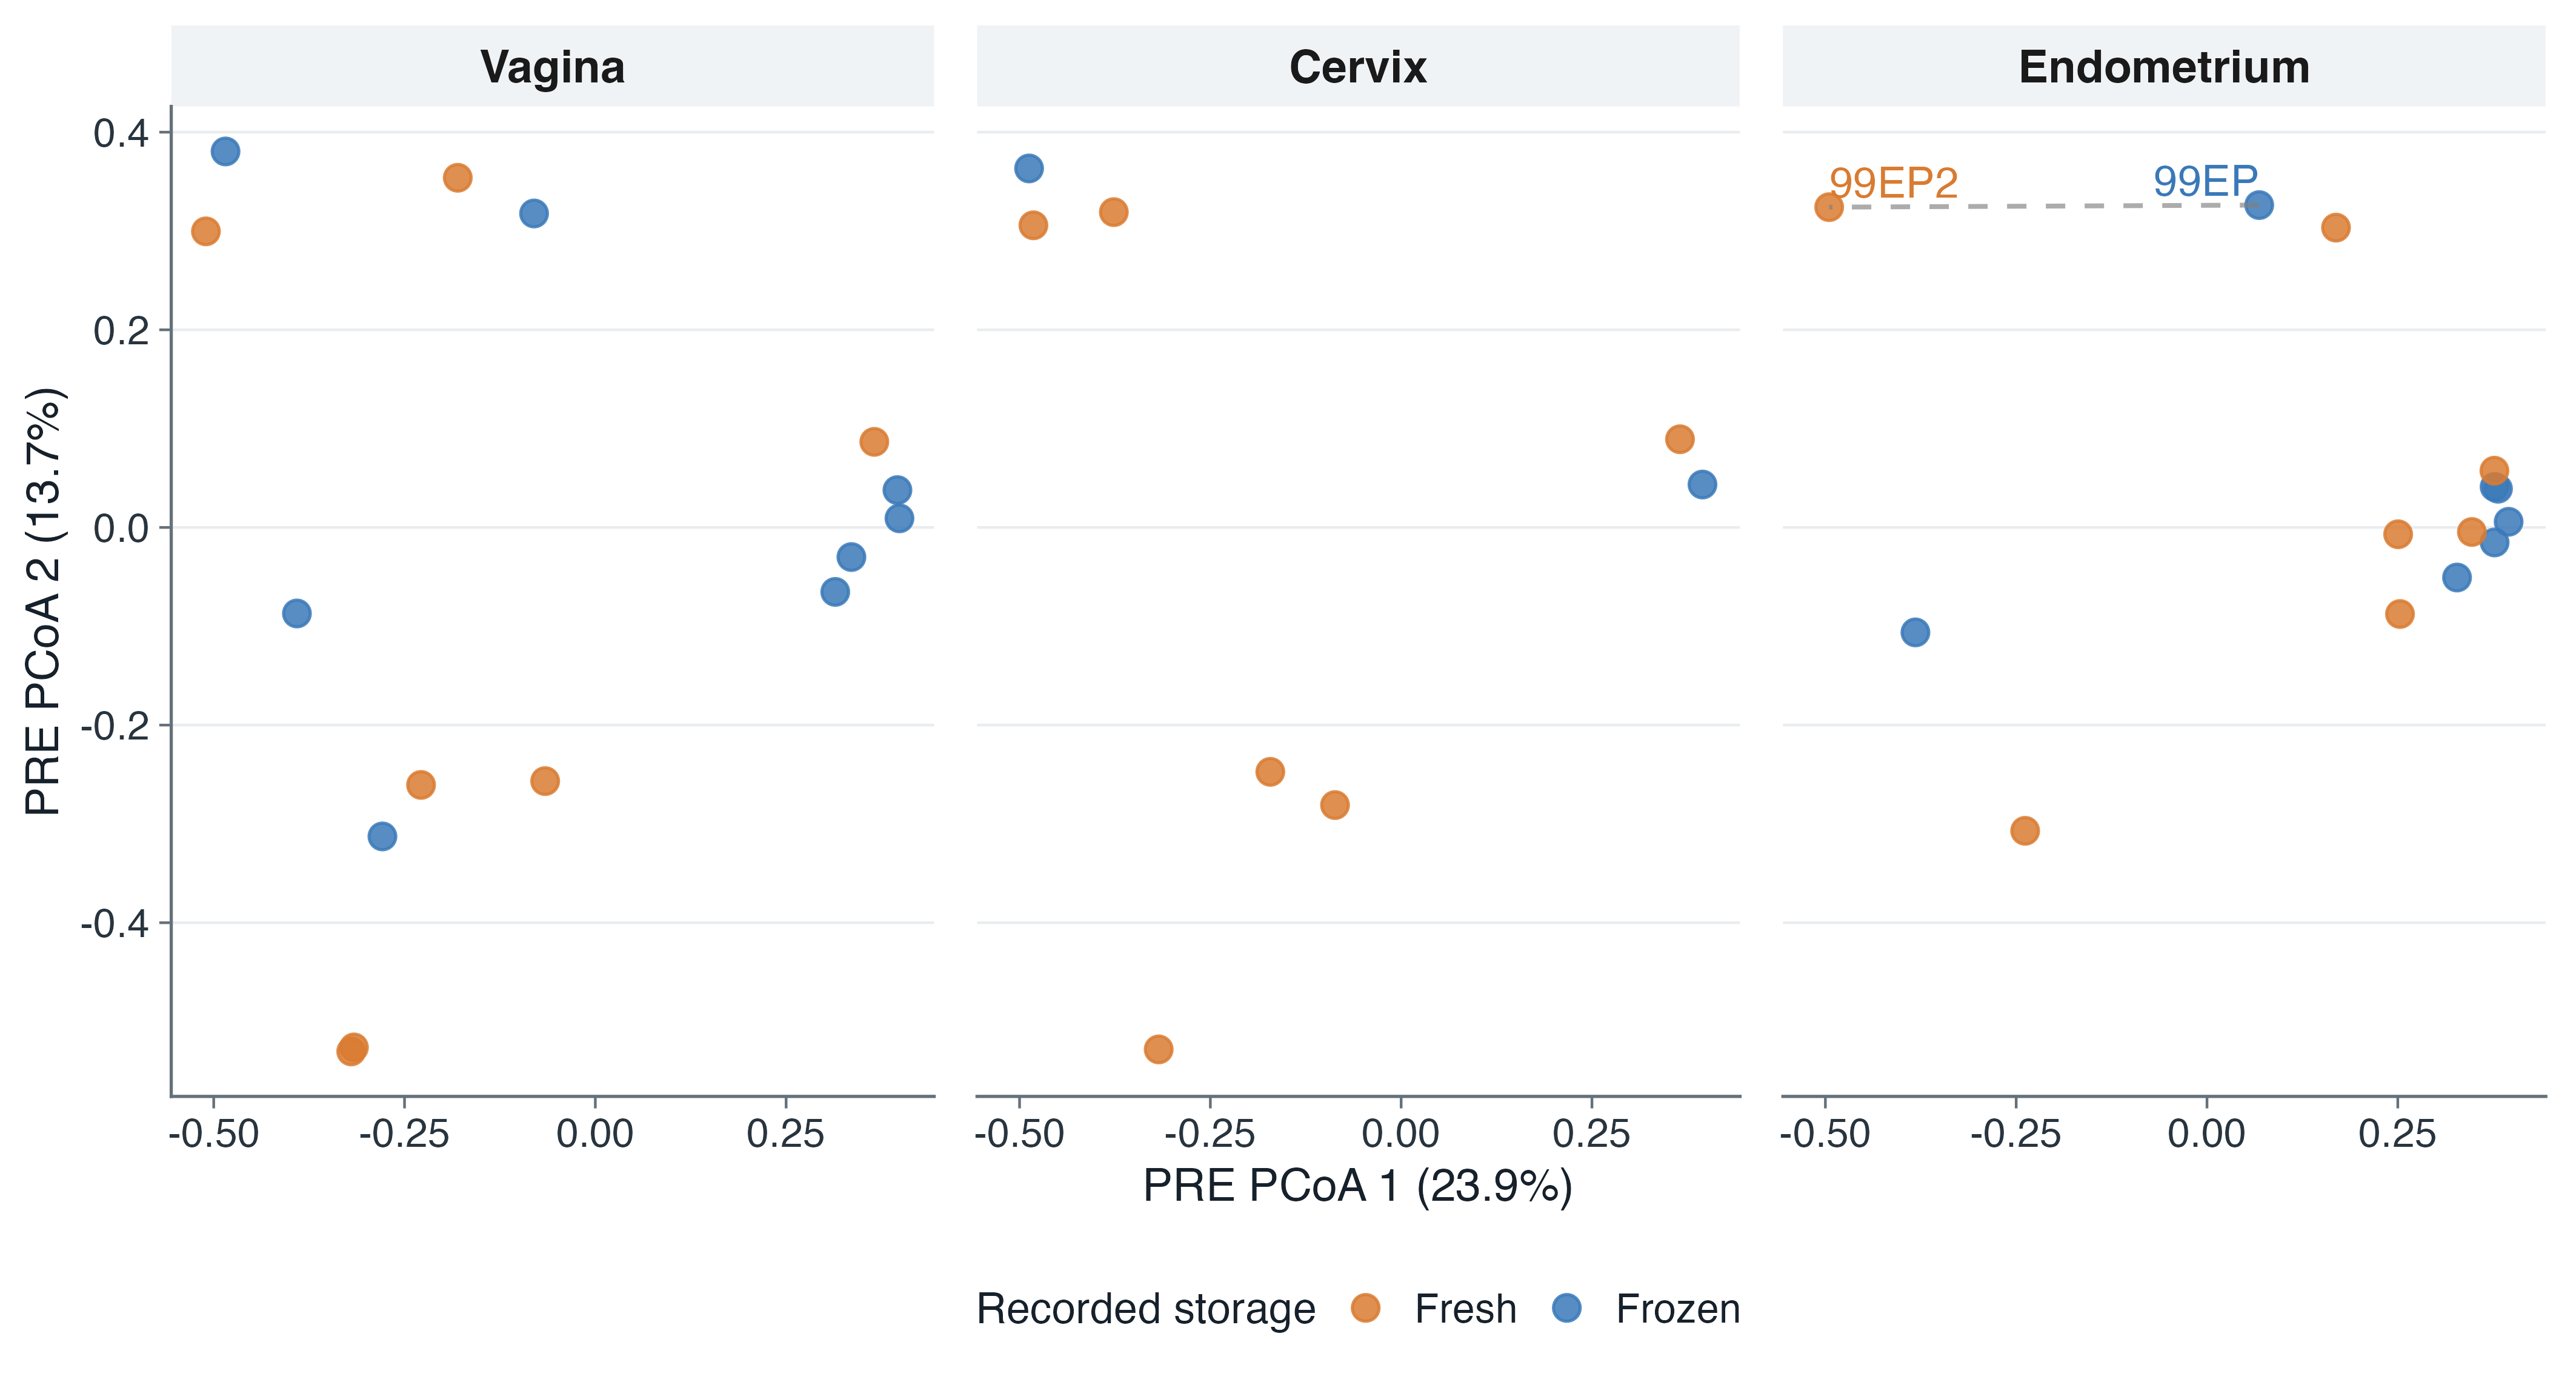 Vagina
Cervix
Endometrium
PRE PCoA 2 (13.7%)
0.4
0.2
0.0
-0.2
-0.4
99EP2
99EP
-0.50 -0.25 0.00 0.25
-0.50 -0.25 0.00 0.25
-0.50 -0.25 0.00 0.25
PRE PCoA 1 (23.9%)
Recorded storage Fresh Frozen